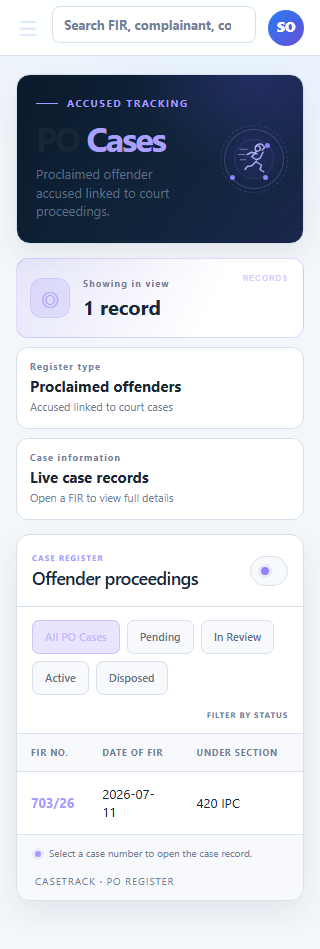 Search FIR, complainant, co
SO
ACCUSED TRACKING
PO Cases
Proclaimed offender
accused linked to court
proceedings.
Showing in view
1 record
RECORDS
Register type
Proclaimed offenders
Accused linked to court cases
Case information
Live case records
Open a FIR to view full details
CASE REGISTER
Offender proceedings
All PO Cases
Pending
In Review
Active
Disposed
FILTER BY STATUS
FIR NO. DATE OF FIR UNDER SECTION
703/26 2026-07-11 420 IPC
Select a case number to open the case record.
CASETRACK · PO REGISTER